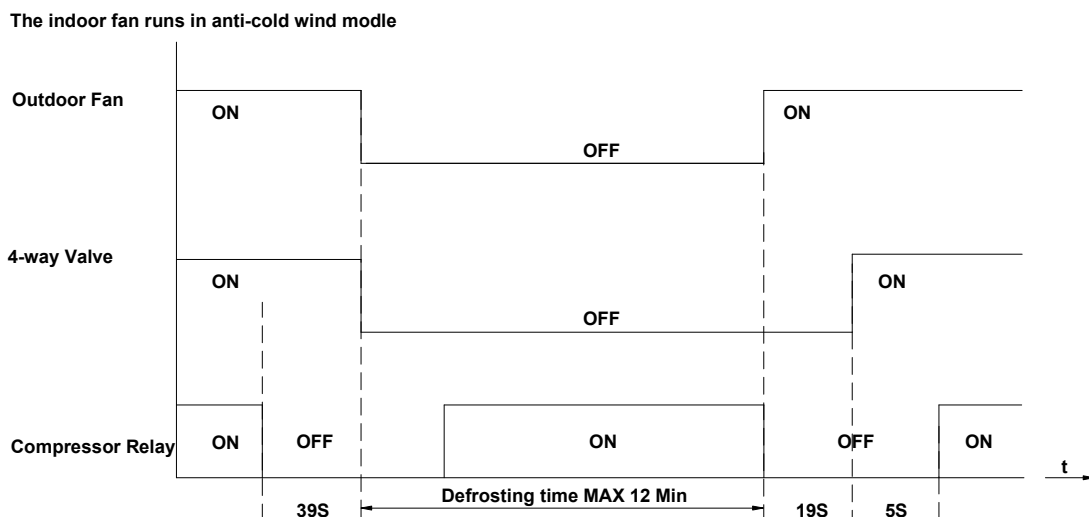 The indoor fan runs in anti-cold wind modle
Outdoor Fan
ON
OFF
ON
4-way Valve
ON
OFF
ON
Compressor Relay
ON
OFF
ON
OFF
ON
t
39S
Defrosting time MAX 12 Min
19S
5S